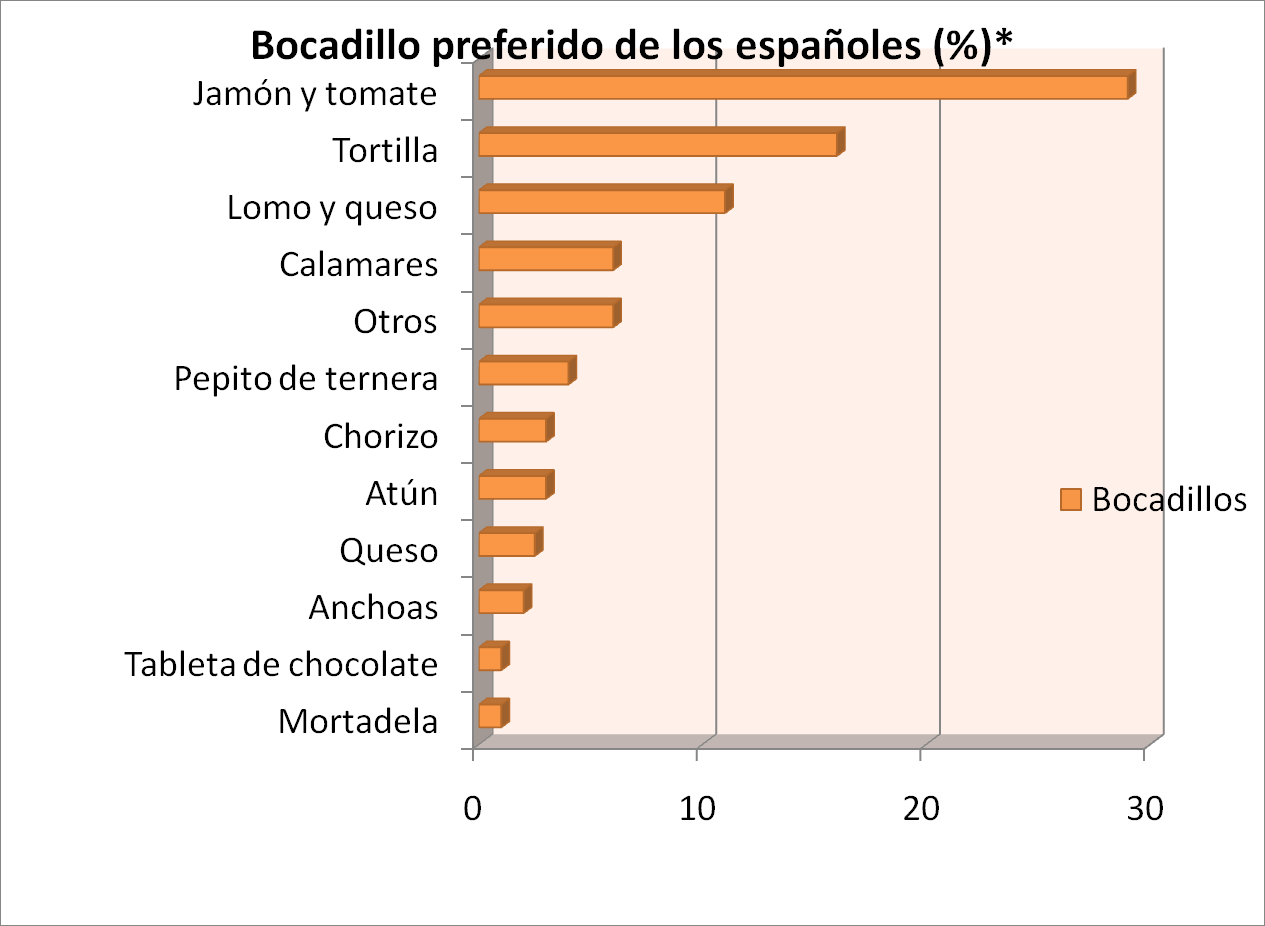 Bocadillo preferido de los españoles (%)*
Jamón y tomate
Tortilla
Lomo y queso
Calamares
Otros
Pepito de ternera
Chorizo
Atún
Queso
Anchoas
Tableta de chocolate
Mortadela
Bocadillos
0 10 20 30